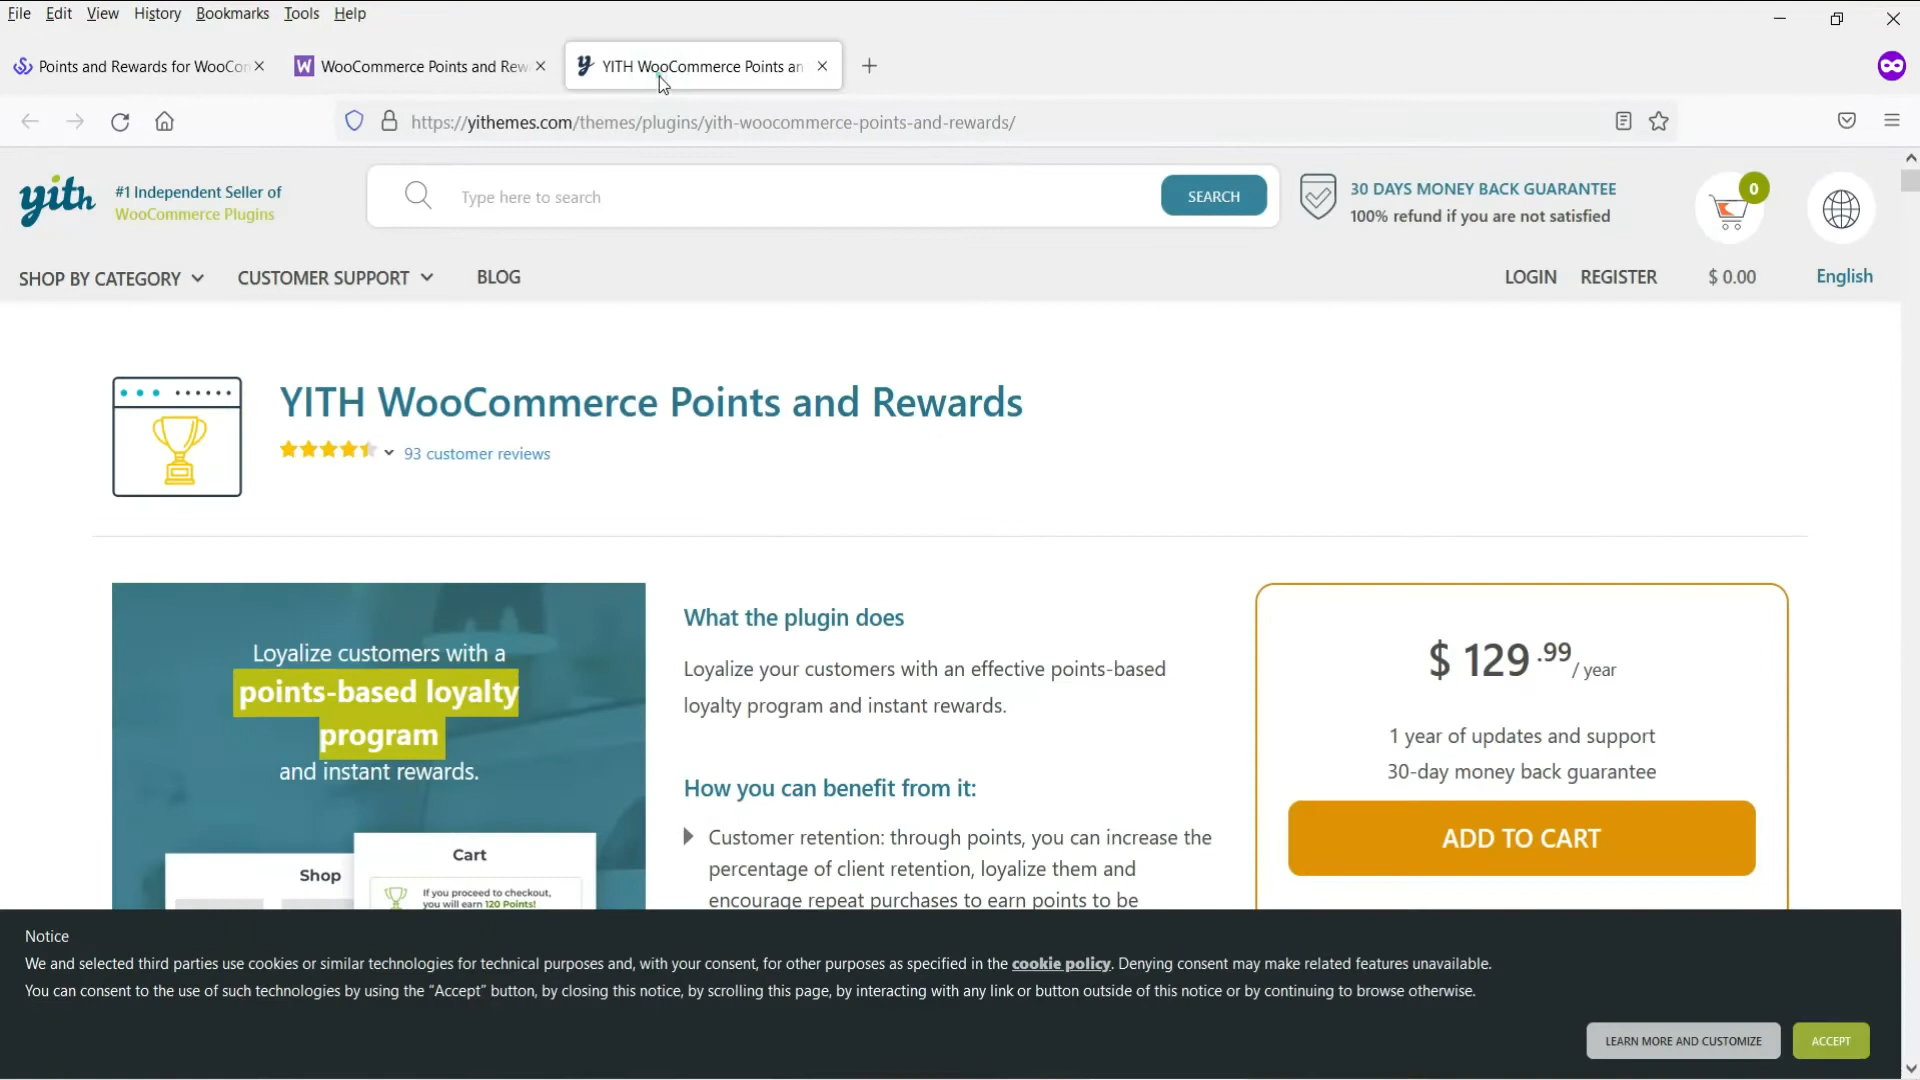 File Edit View History Bookmarks Tools Help
Points and Rewards for WooCon
WooCommerce Points and Rew
YITH WooCommerce Points an
https://yithemes.com/themes/plugins/yith-woocommerce-points-and-rewards/
yith
#1 Independent Seller of
WooCommerce Plugins
Type here to search
SEARCH
30 DAYS MONEY BACK GUARANTEE
100% refund if you are not satisfied
0
SHOP BY CATEGORY
CUSTOMER SUPPORT
BLOG
LOGIN
REGISTER
$ 0.00
English
YITH WooCommerce Points and Rewards
93 customer reviews
Loyalize customers with a
points-based loyalty
program
and instant rewards.
Shop
Cart
If you proceed to checkout,
you will earn 120 Points!
What the plugin does
Loyalize your customers with an effective points-based
loyalty program and instant rewards.
How you can benefit from it:
Customer retention: through points, you can increase the
percentage of client retention, loyalize them and
encourage repeat purchases to earn points to be
$ 129.99/ year
1 year of updates and support
30-day money back guarantee
ADD TO CART
Notice
We and selected third parties use cookies or similar technologies for technical purposes and, with your consent, for other purposes as specified in the cookie policy. Denying consent may make related features unavailable.
You can consent to the use of such technologies by using the “Accept” button, by closing this notice, by scrolling this page, by interacting with any link or button outside of this notice or by continuing to browse otherwise.
LEARN MORE AND CUSTOMIZE
ACCEPT